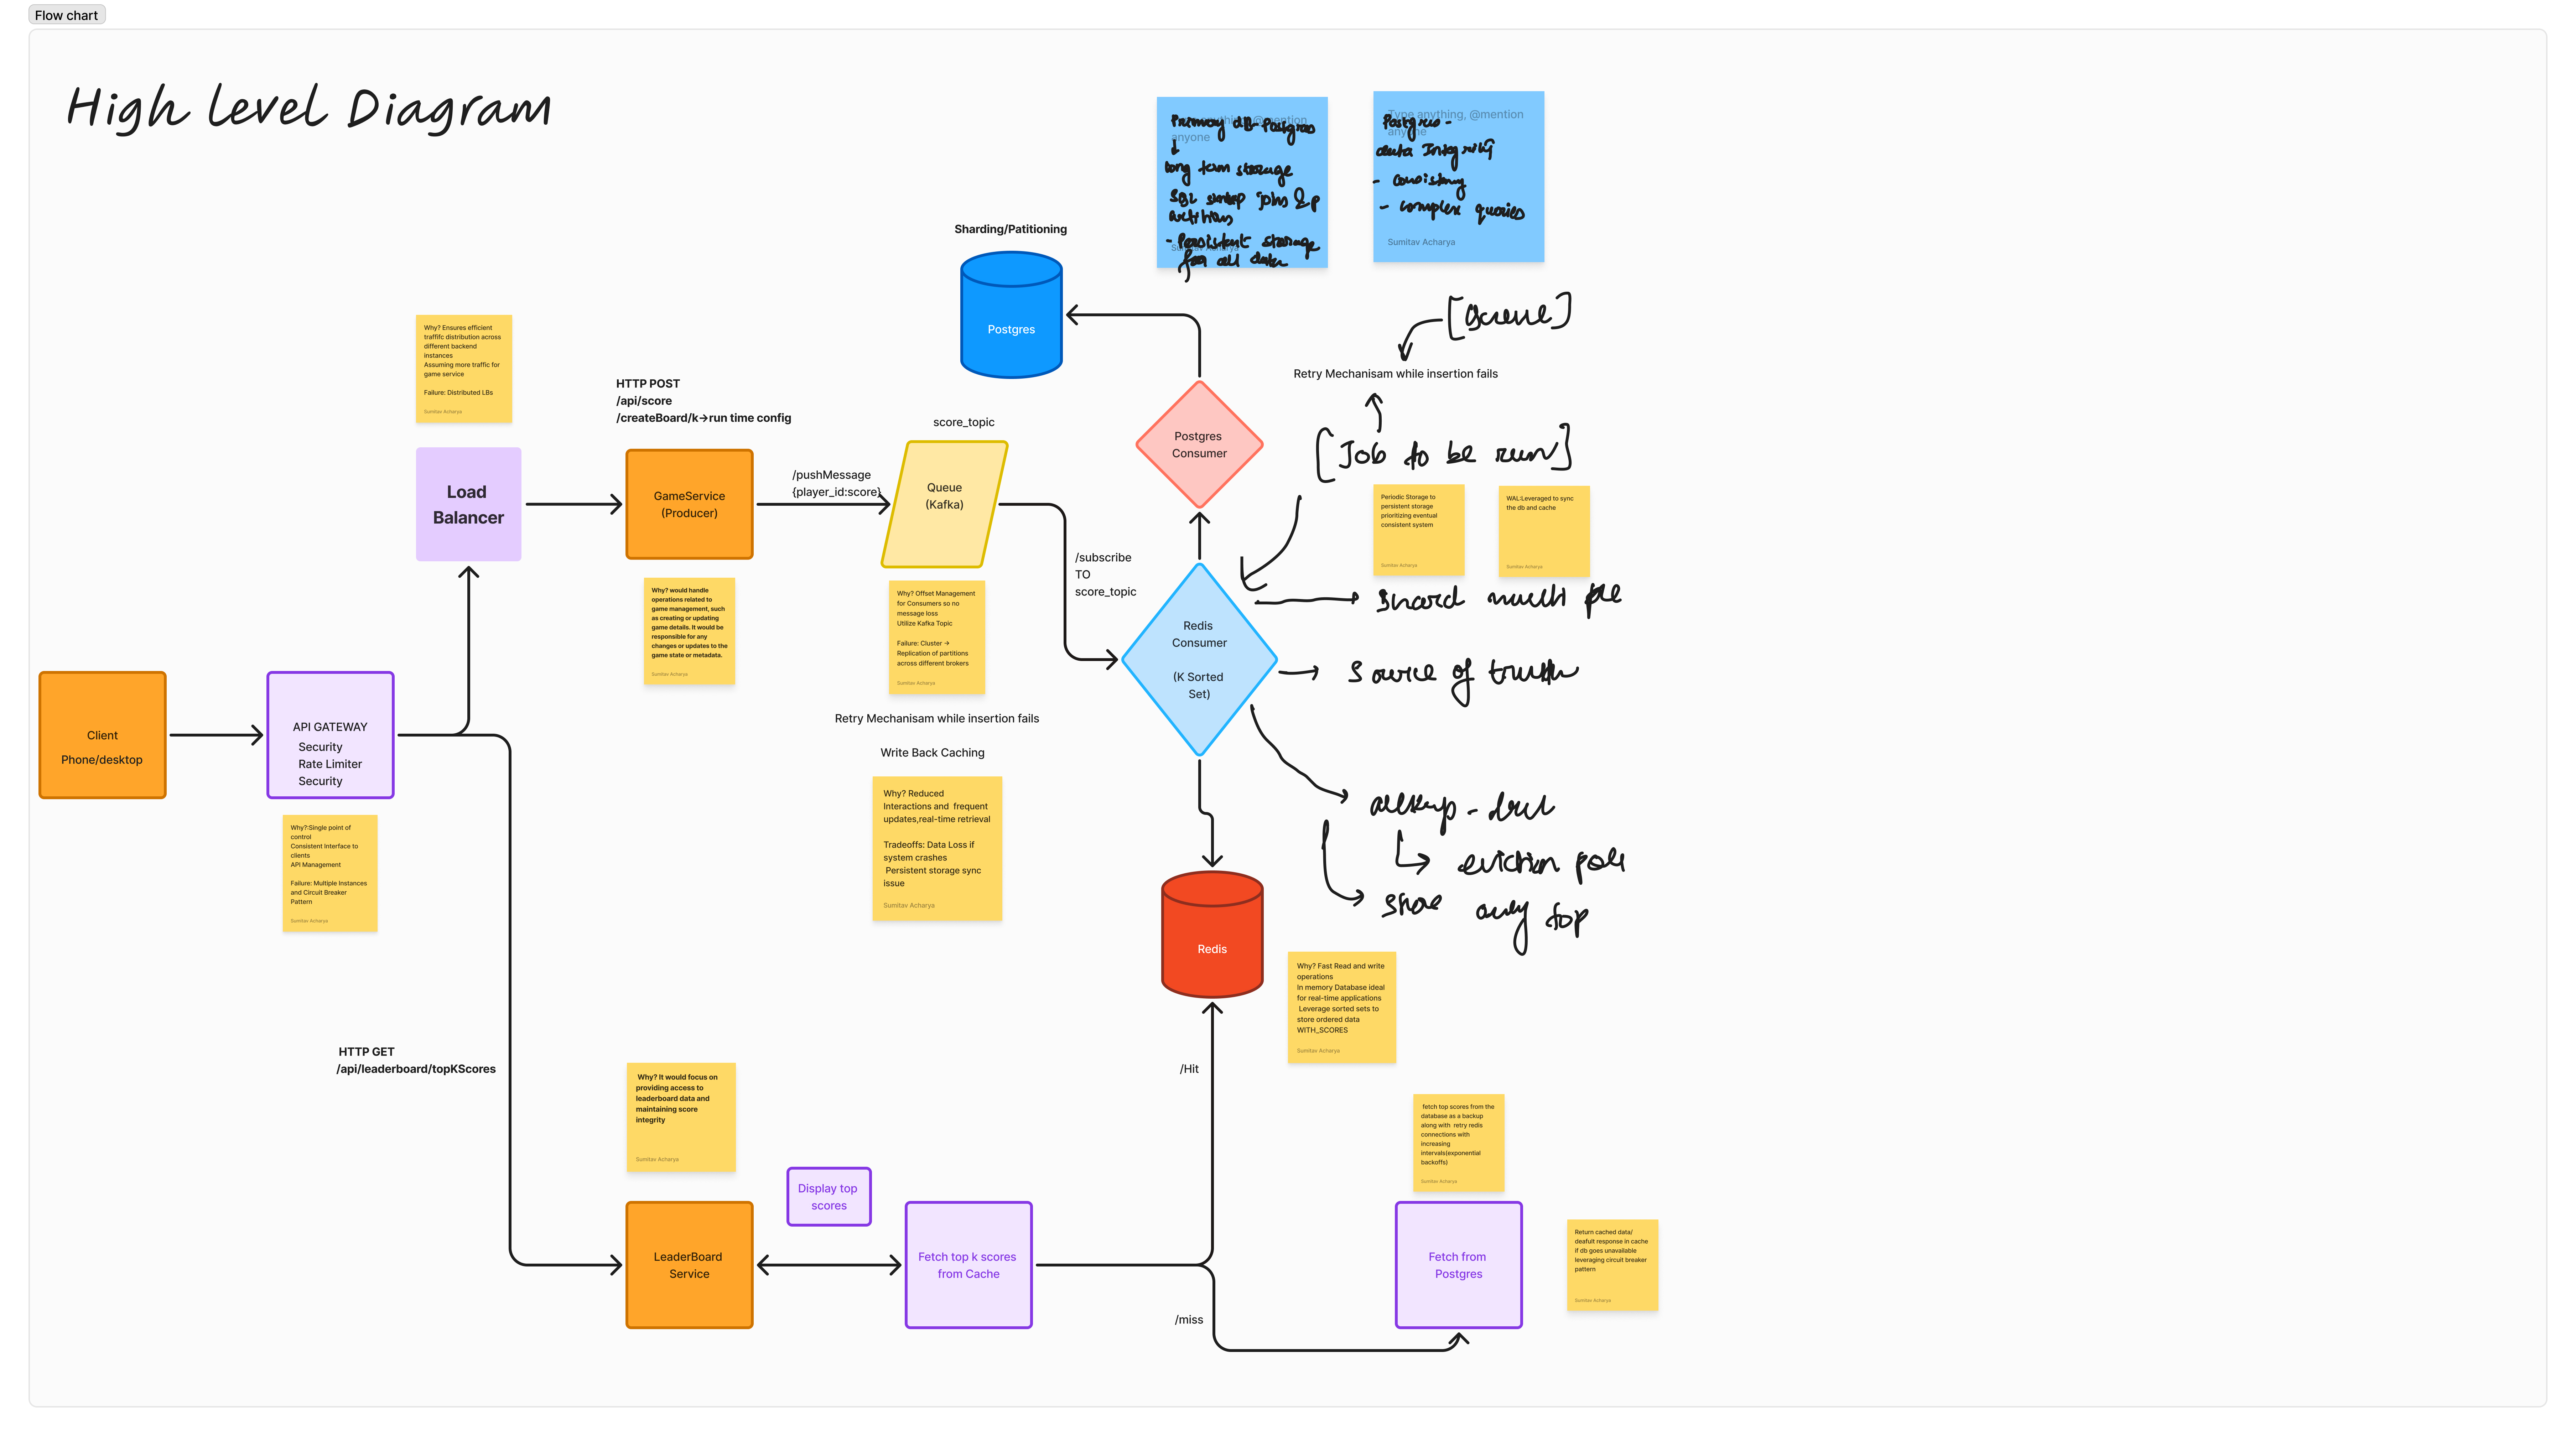 Flow chart
High level Diagram
Primary db-Postgres
long term storage
SQL
- Persistent storage
for all data
Sumitav Acharya
Type anything, @mention
anyone
Postgres -
data Integrity
- consistency
- complex queries
Sumitav Acharya
Sharding/Patitioning
Postgres
[Queue]
Retry Mechanisam while insertion fails
[Job to be run]
Why? Ensures efficient
traffifc distribution across
different backend
instances
Assuming more traffic for
game service
Failure: Distributed LBs
Sumitav Acharya
Load
Balancer
HTTP POST
/api/score
/createBoard/k→run time config
GameService
(Producer)
/pushMessage
{player_id:score}
score_topic
Queue
(Kafka)
/subscribe
TO
score_topic
Postgres
Consumer
Periodic Storage to
persistent storage
prioritizing eventual
consistent system
Sumitav Acharya
WAL:Leveraged to sync
the db and cache
Sumitav Acharya
Why? would handle
operations related to
game management, such
as creating or updating
game details. It would be
responsible for any
changes or updates to the
game state or metadata.
Sumitav Acharya
Why? Offset Management
for Consumers so no
message loss
Utilize Kafka Topic
Failure: Cluster →
Replication of partitions
across different brokers
Sumitav Acharya
Redis
Consumer
(K Sorted
Set)
source of truth
eviction
store only top
Client
Phone/desktop
API GATEWAY
Security
Rate Limiter
Security
Why?:Single point of
control
Consistent Interface to
clients
API Management
Failure: Multiple Instances
and Circuit Breaker
Pattern
Sumitav Acharya
Retry Mechanisam while insertion fails
Write Back Caching
Why? Reduced
Interactions and frequent
updates,real-time retrieval
Tradeoffs: Data Loss if
system crashes
Persistent storage sync
issue
Sumitav Acharya
Redis
Why? Fast Read and write
operations
In memory Database ideal
for real-time applications
Leverage sorted sets to
store ordered data
WITH_SCORES
Sumitav Acharya
HTTP GET
/api/leaderboard/topKScores
Why? It would focus on
providing access to
leaderboard data and
maintaining score
integrity
Sumitav Acharya
LeaderBoard
Service
Display top
scores
Fetch top k scores
from Cache
/Hit
/miss
fetch top scores from the
database as a backup
along with retry redis
connections with
increasing
intervals(exponential
backoffs)
Sumitav Acharya
Fetch from
Postgres
Return cached data/
deafult response in cache
if db goes unavailable
leveraging circuit breaker
pattern
Sumitav Acharya